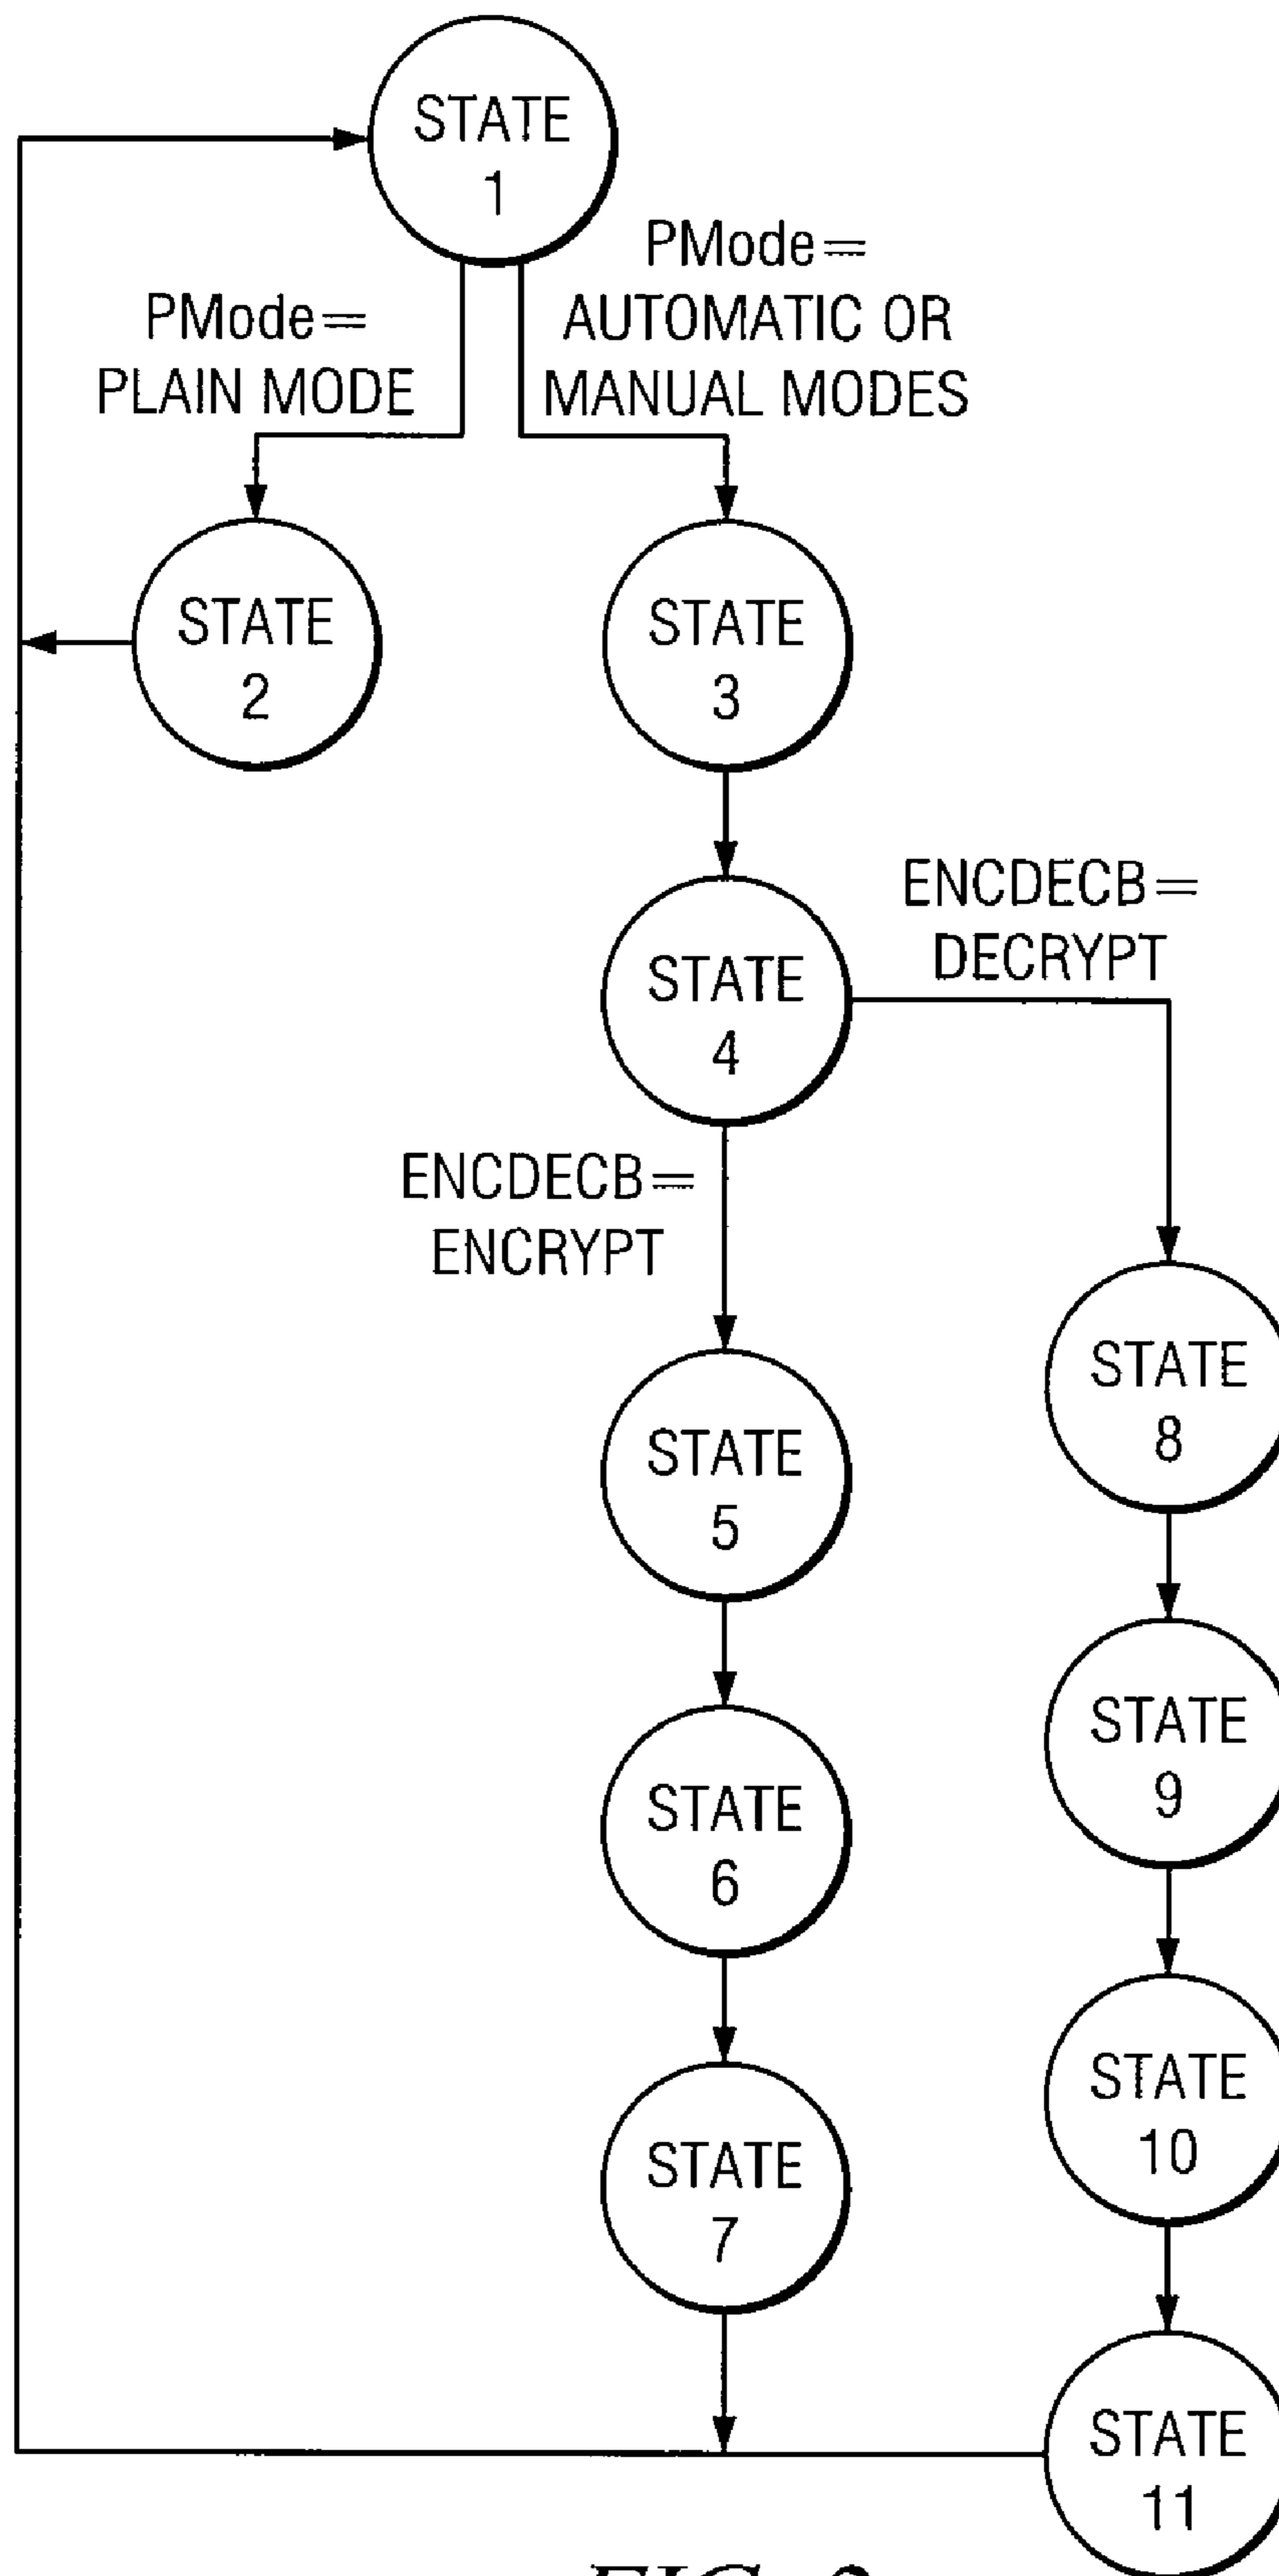 STATE
1
PMode=
PLAIN MODE
PMode=
AUTOMATIC OR
MANUAL MODES
STATE
2
STATE
3
STATE
4
ENCDECB=
DECRYPT
ENCDECB=
ENCRYPT
STATE
5
STATE
8
STATE
6
STATE
9
STATE
7
STATE
10
STATE
11